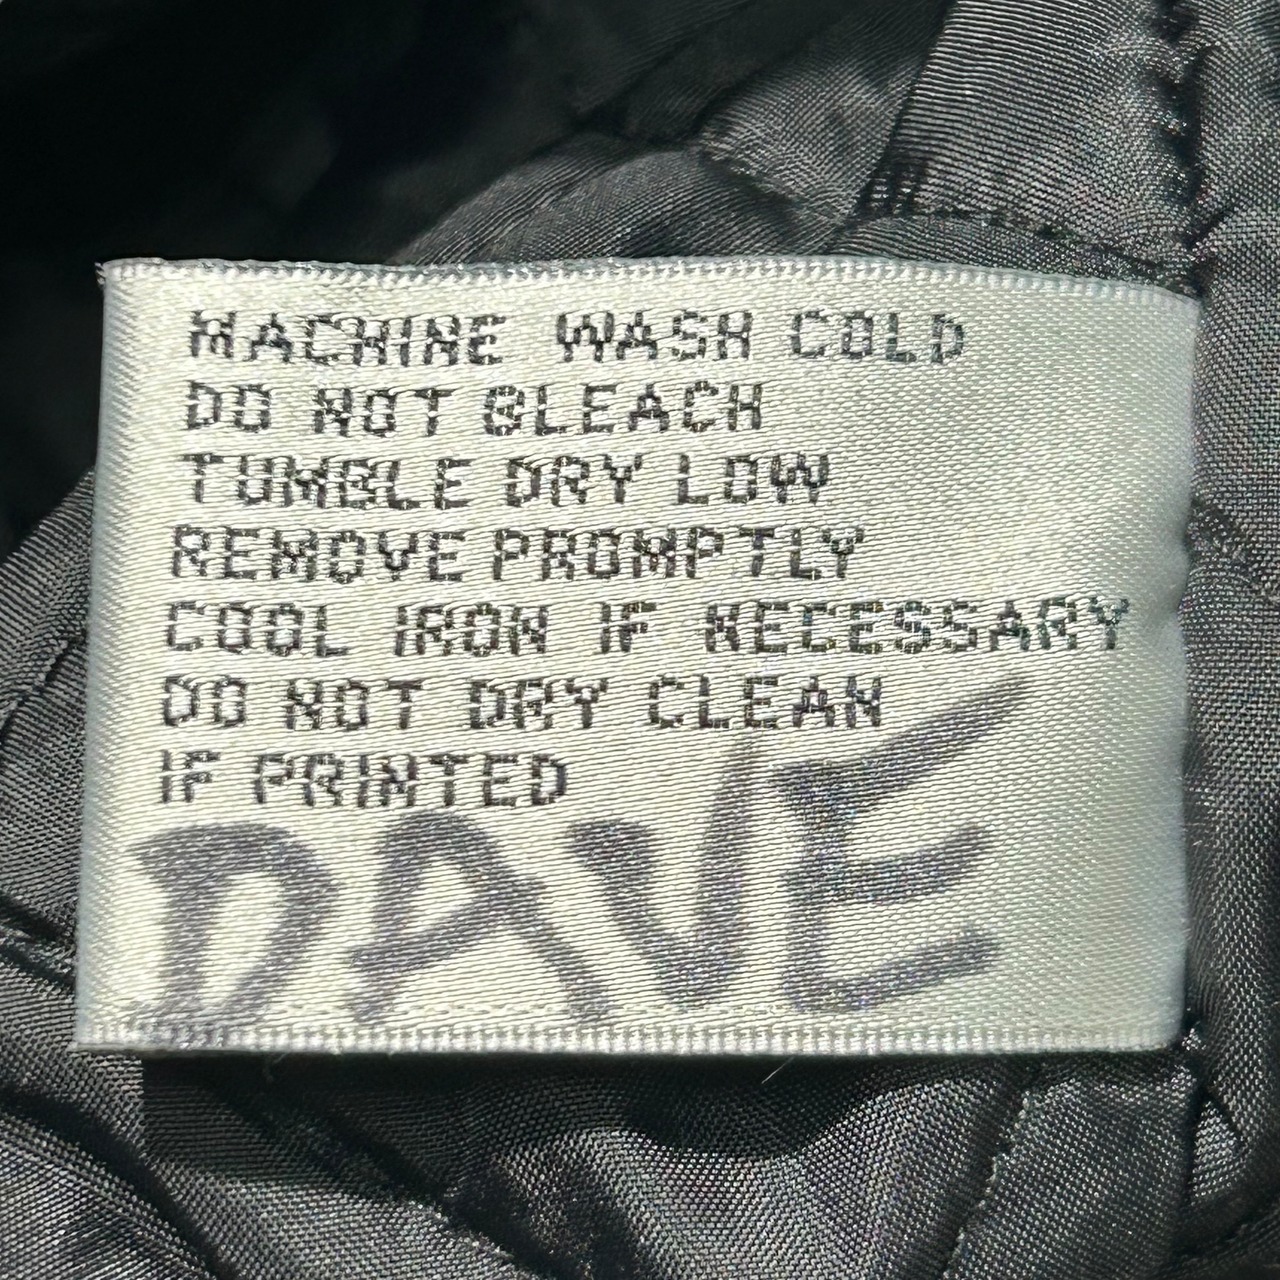 MACHINE WASH COLD
DO NOT BLEACH
TUMBLE DRY LOW
REMOVE PROMPTLY
COOL IRON IF NECESSARY
DO NOT DRY CLEAN
IF PRINTED
DAVE